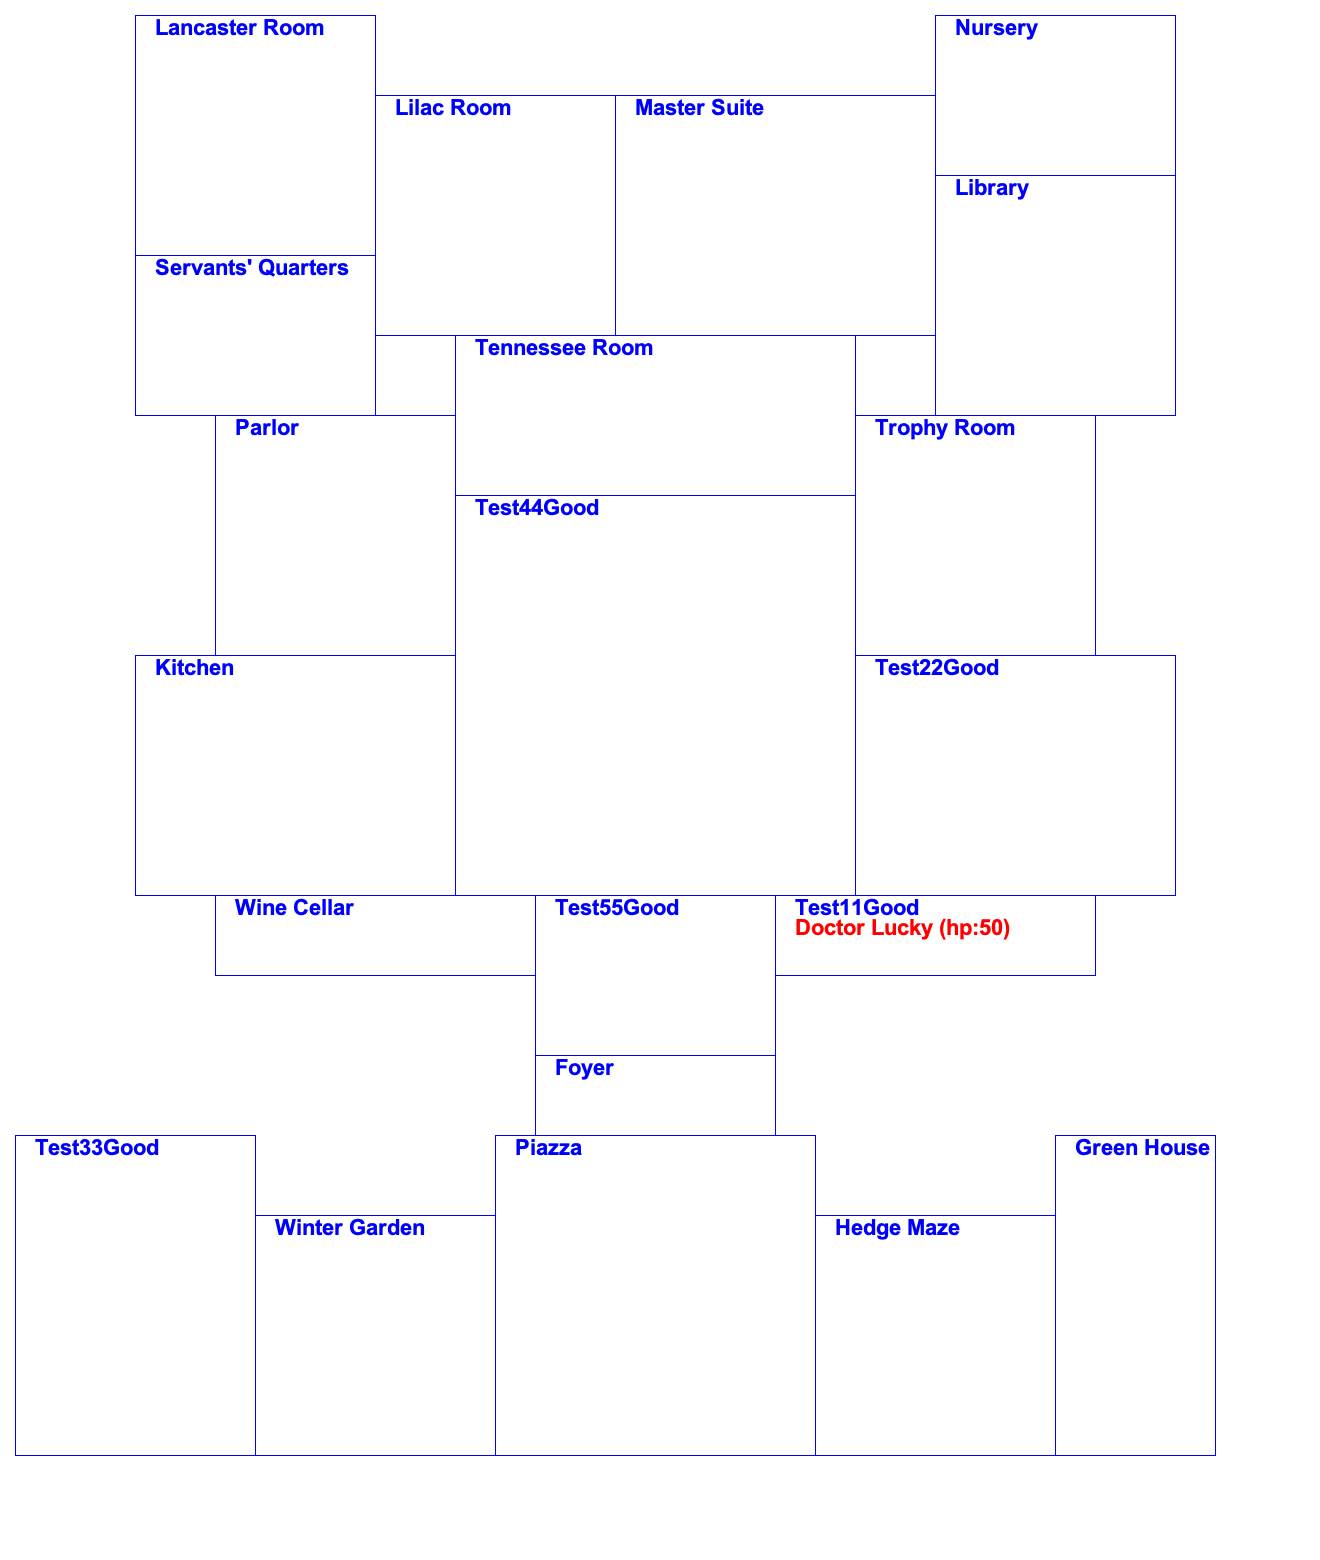 Lancaster Room
Nursery
Lilac Room
Master Suite
Library
Servants' Quarters
Tennessee Room
Parlor
Trophy Room
Test44Good
Kitchen
Test22Good
Wine Cellar
Test55Good
Test11Good
Doctor Lucky (hp:50)
Foyer
Test33Good
Piazza
Green House
Winter Garden
Hedge Maze